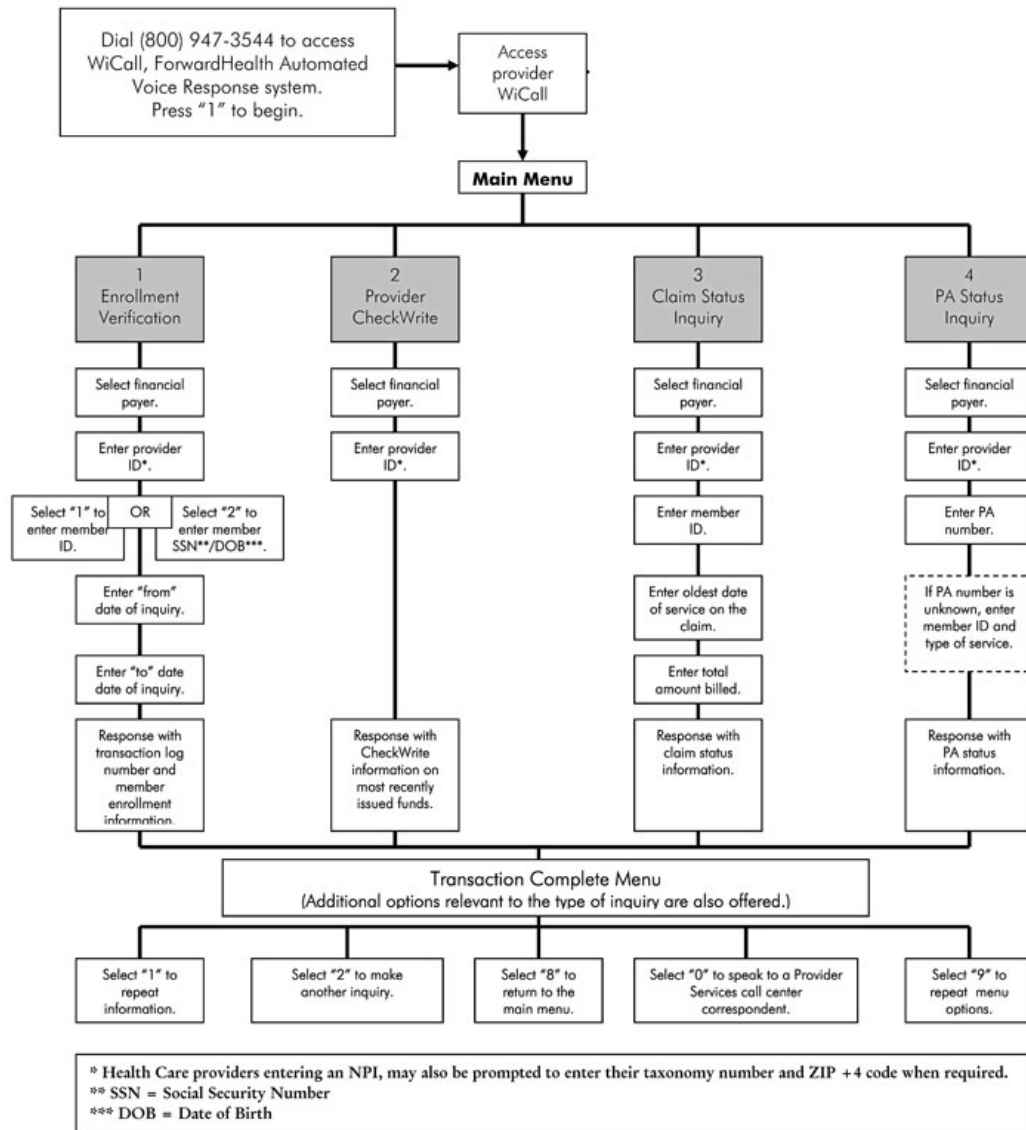 Dial (800) 947-3544 to access
WiCall, ForwardHealth Automated
Voice Response system.
Press “1” to begin.
Access
provider
WiCall
Main Menu
1
Enrollment
Verification
Select financial
payer.
Enter provider
ID*.
Select “1” to
enter member
ID.
OR
Select “2” to
enter member
SSN**/DOB***.
Enter “from”
date of inquiry.
Enter “to” date
date of inquiry.
Response with
transaction log
number and
member
enrollment
information.
2
Provider
CheckWrite
Select financial
payer.
Enter provider
ID*.
Response with
CheckWrite
information on
most recently
issued funds.
3
Claim Status
Inquiry
Select financial
payer.
Enter provider
ID*.
Enter member
ID.
Enter oldest date
of service on the
claim.
Enter total
amount billed.
Response with
claim status
information.
4
PA Status
Inquiry
Select financial
payer.
Enter provider
ID*.
Enter PA
number.
If PA number is
unknown, enter
member ID and
type of service.
Response with
PA status
information.
Transaction Complete Menu
(Additional options relevant to the type of inquiry are also offered.)
Select “1” to
repeat
information.
Select “2” to make
another inquiry.
Select “8” to
return to the
main menu.
Select “0” to speak to a Provider
Services call center
correspondent.
Select “9” to
repeat menu
options.
* Health Care providers entering an NPI, may also be prompted to enter their taxonomy number and ZIP +4 code when required.
** SSN = Social Security Number
*** DOB = Date of Birth